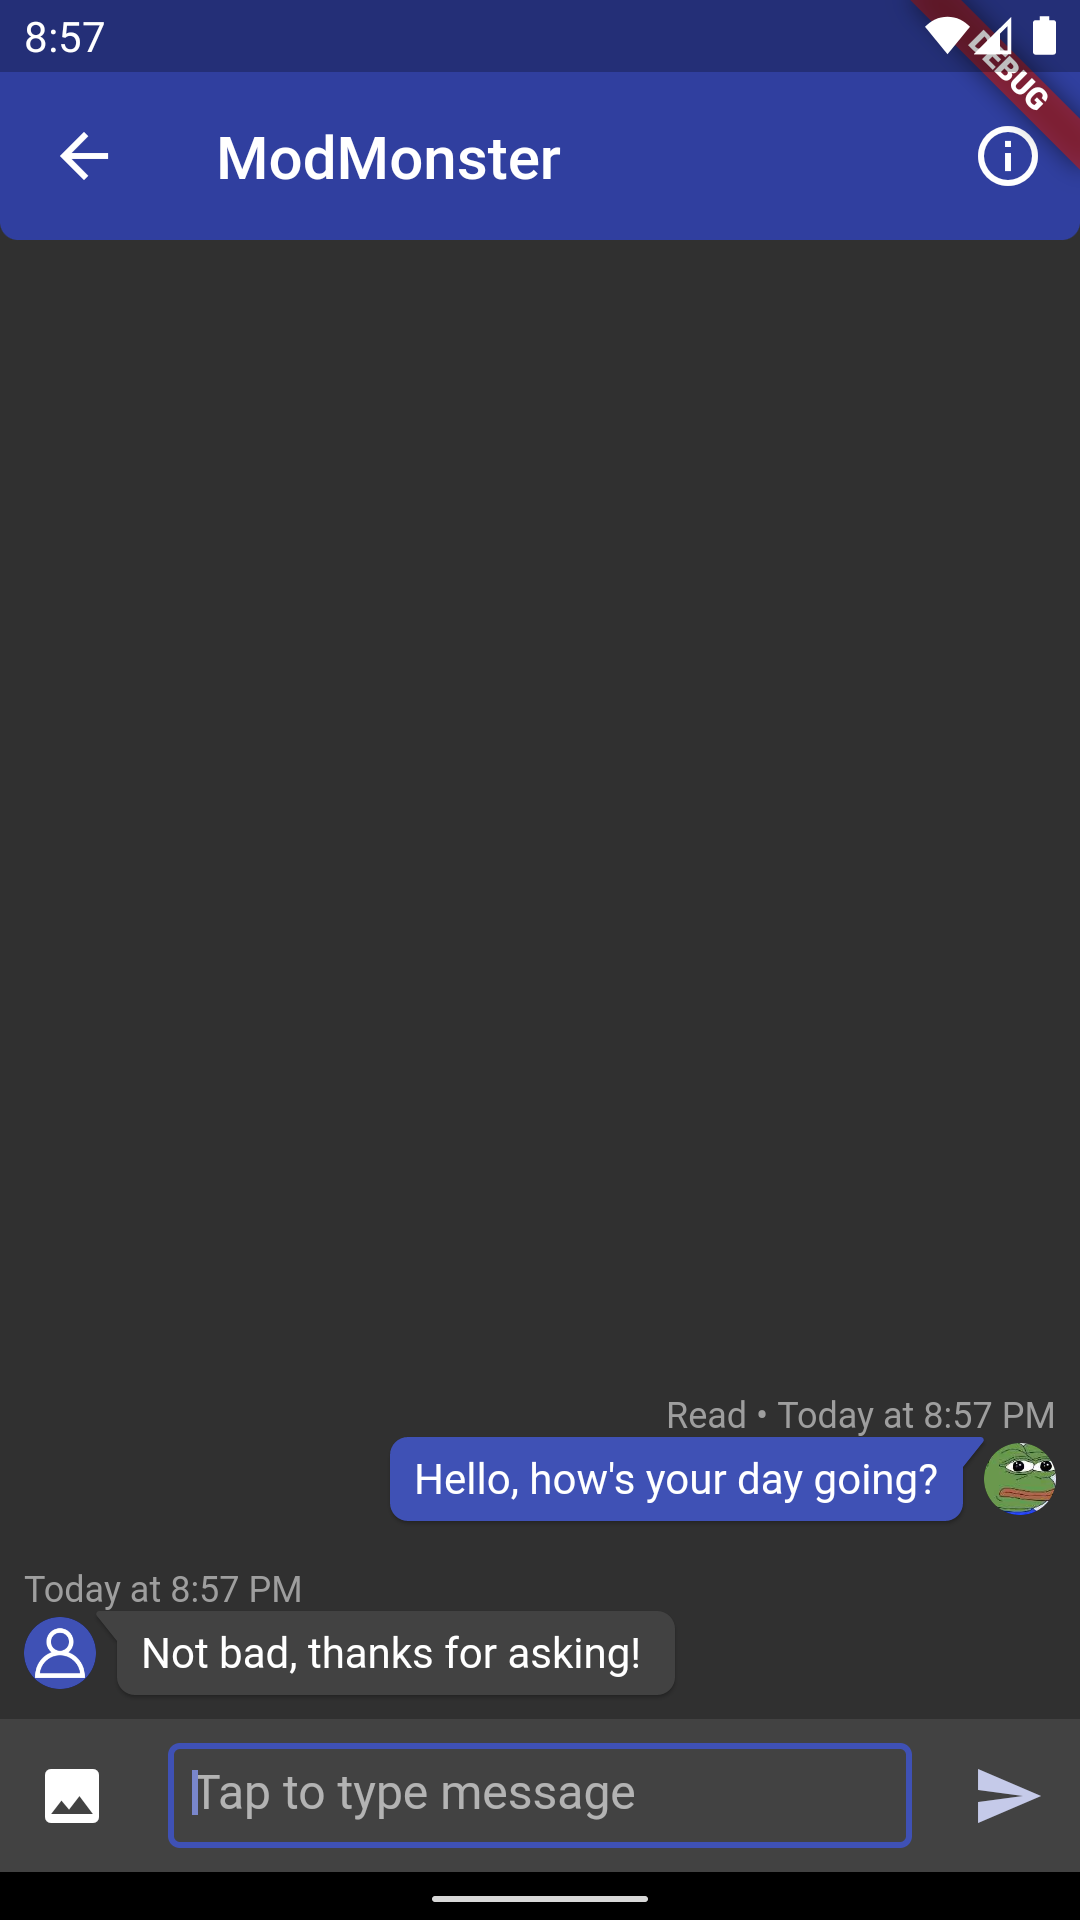 8:57
DEBUG
ModMonster
Read • Today at 8:57 PM
Hello, how's your day going?
Today at 8:57 PM
Not bad, thanks for asking!
Tap to type message